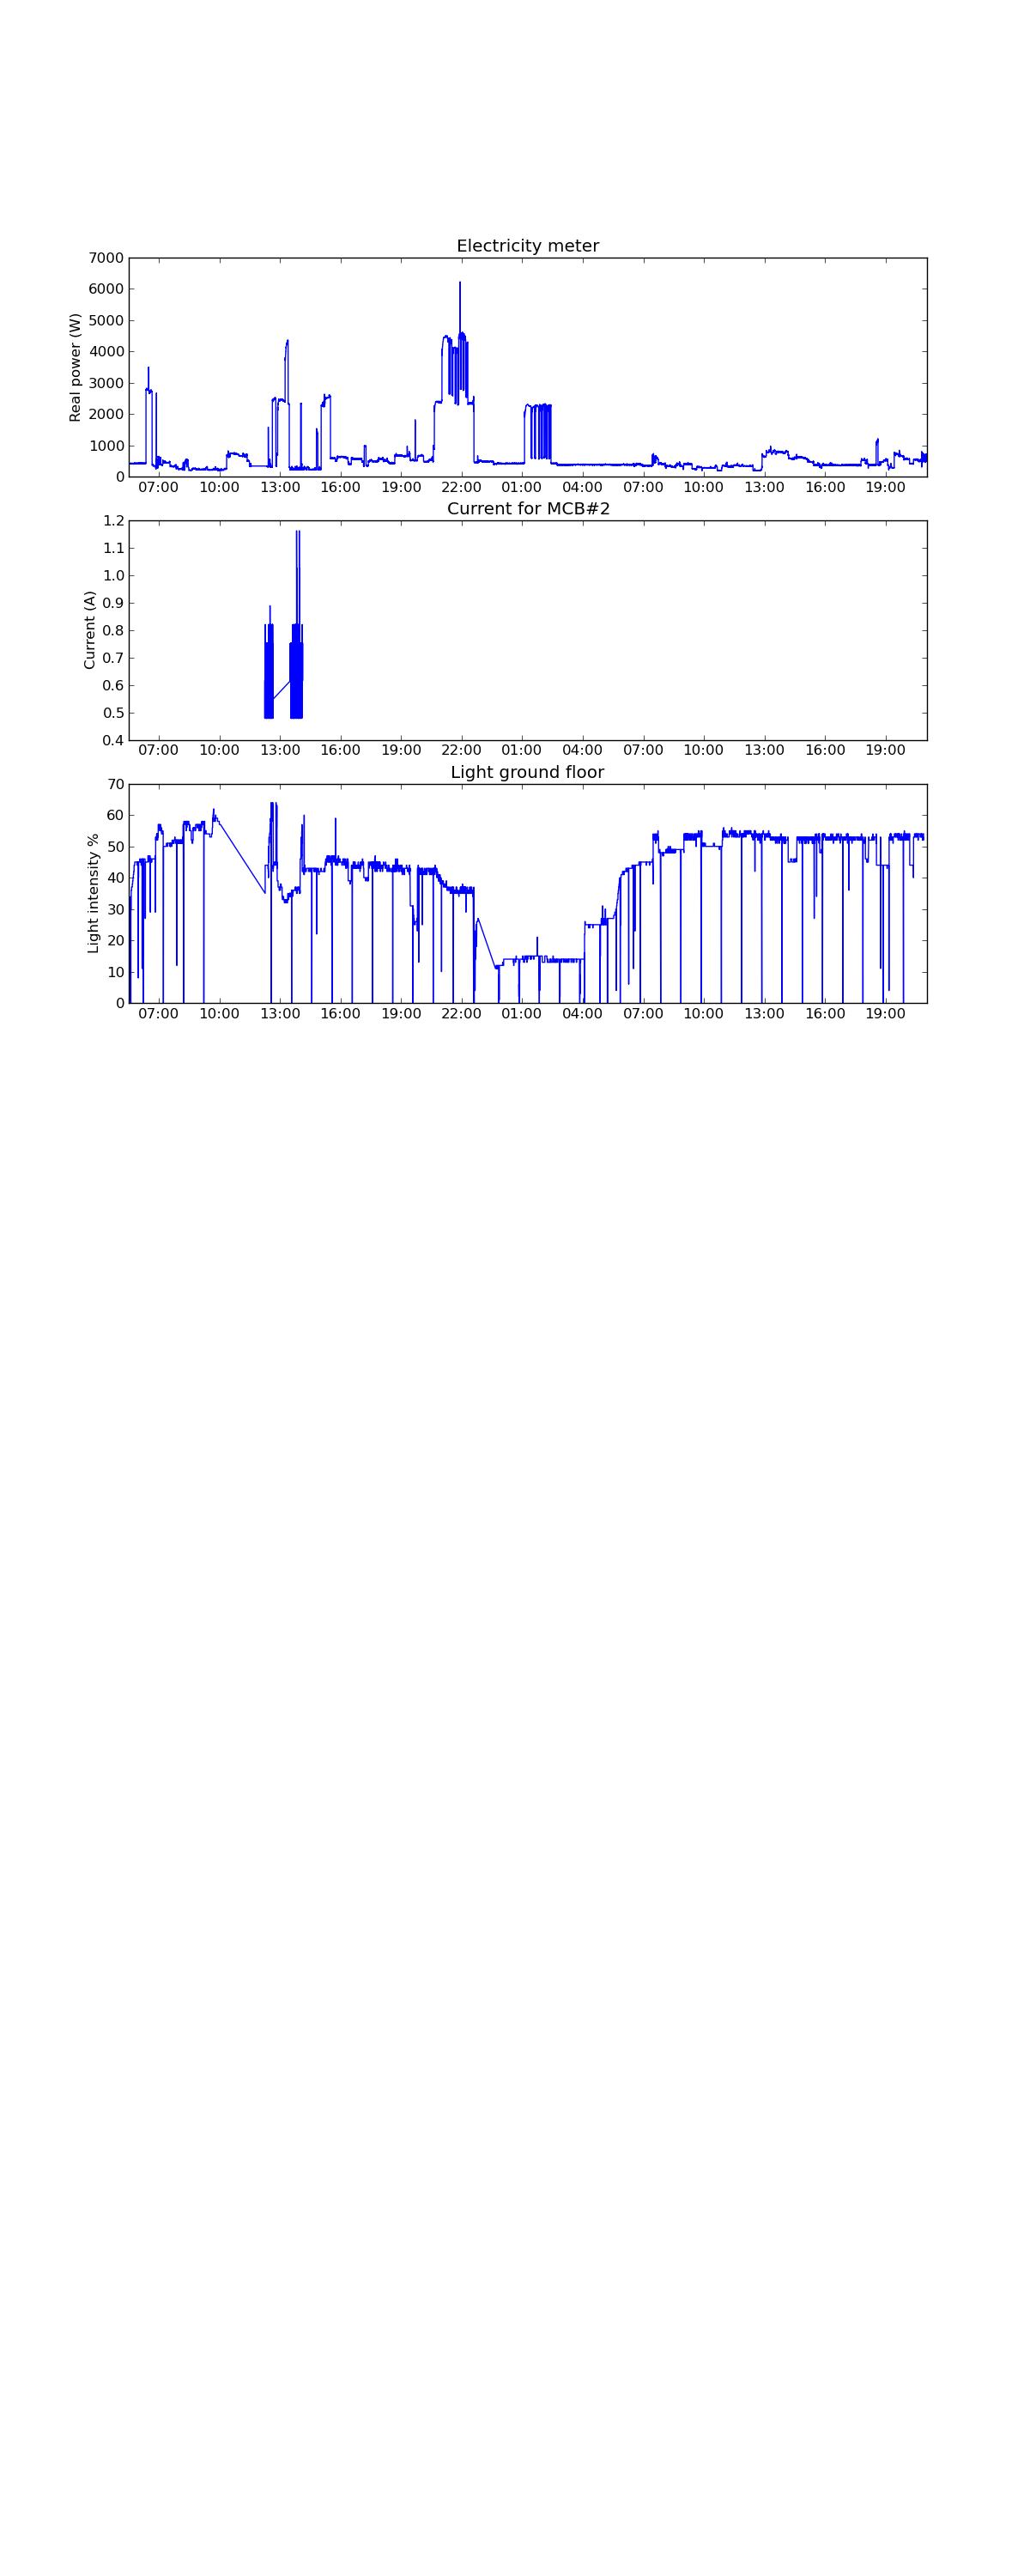 Electricity meter
Real power (W)
7000
6000
5000
4000
3000
2000
1000
0
07:00 10:00 13:00 16:00 19:00 22:00 01:00 04:00 07:00 10:00 13:00 16:00 19:00
Current for MCB#2
Current (A)
1.2
1.1
1.0
0.9
0.8
0.7
0.6
0.5
0.4
07:00 10:00 13:00 16:00 19:00 22:00 01:00 04:00 07:00 10:00 13:00 16:00 19:00
Light ground floor
Light intensity %
70
60
50
40
30
20
10
0
07:00 10:00 13:00 16:00 19:00 22:00 01:00 04:00 07:00 10:00 13:00 16:00 19:00